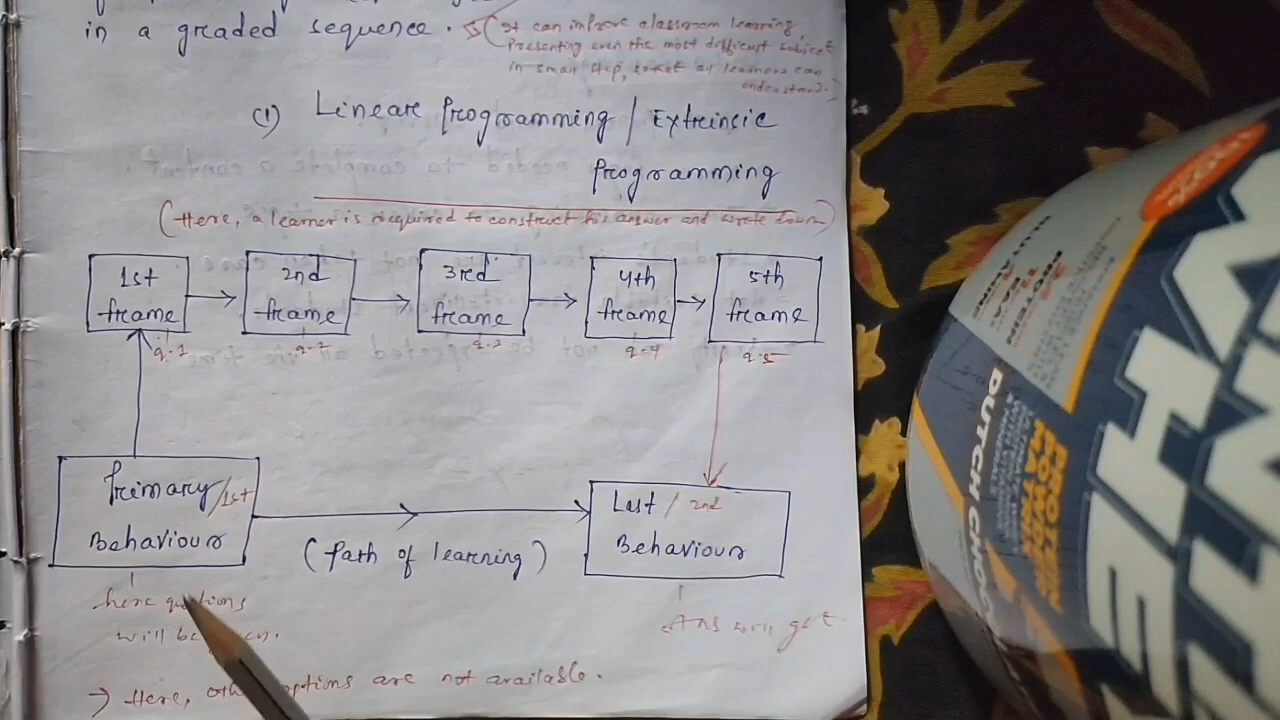 in a graded sequence.
(It can improve classroom learning,
Presenting even the most difficult subject
in small step, so that all learners can
understand.)
(1) Linear Programming / Extrinsic
Programming
(Here, a learner is required to construct his answer and write down)
1st
frame
2nd
frame
3rd
frame
4th
frame
5th
frame
q.1
q.2
q.3
q.4
q.5
Primary/1st
Behaviour
(Path of learning)
Last / 2nd
Behaviour
here questions
will be
Ans will get.
→ Here, options are not available.
PROTEIN
DUTCH